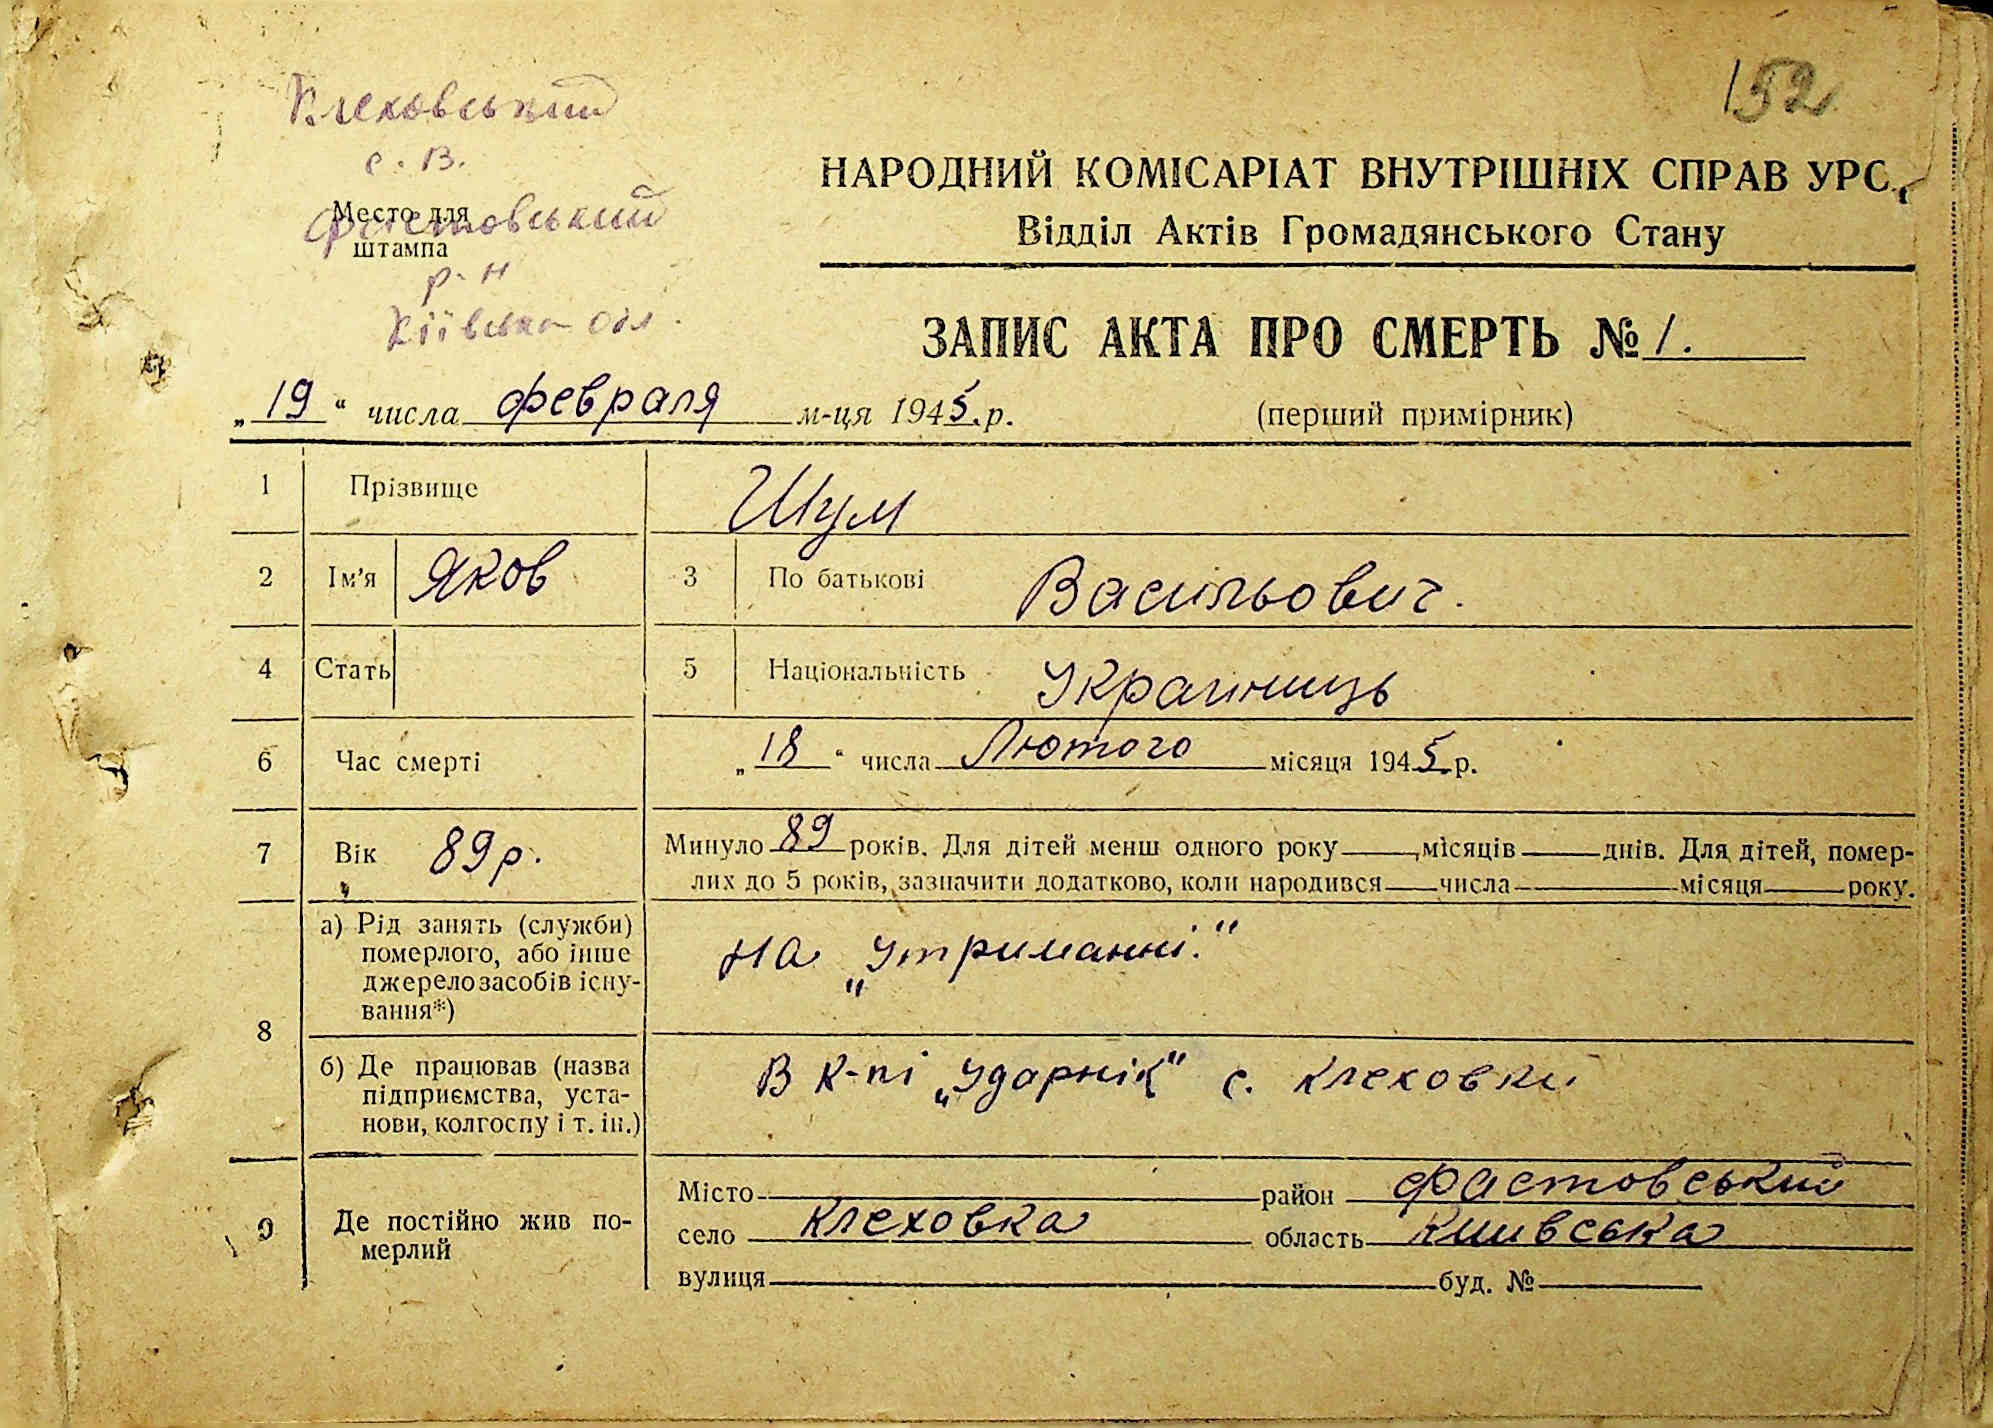 152
Клеховський
с. в.
Место для
штампа
Фастовський
р-н
Київська обл.
НАРОДНИЙ КОМІСАРІАТ ВНУТРІШНІХ СПРАВ УРС
Відділ Актів Громадянського Стану
ЗАПИС АКТА ПРО СМЕРТЬ № 1.
„19“ числа февраля м-ця 1945.р.
(перший примірник)
1 Прізвище Шум
2 Ім’я Яков 3 По батькові Васильович.
4 Стать 5 Національність Украинець
6 Час смерті „18“ числа Лютого місяця 1945.р.
7 Вік 89 р. Минуло 89 років. Для дітей менш одного року місяців днів. Для дітей, помер-
лих до 5 років, зазначити додатково, коли народився числа місяця року.
8
а) Рід занять (служби)
померлого, або інше
джерело засобів існу-
вання*)
на „утриманні.“
б) Де працював (назва
підприємства, уста-
нови, колгоспу і т. ін.)
В к-пі „Ударнік“ с. Клеховки
9 Де постійно жив по-
мерлий
Місто район Фастовський
село Клеховка область Киивська
вулиця буд. №